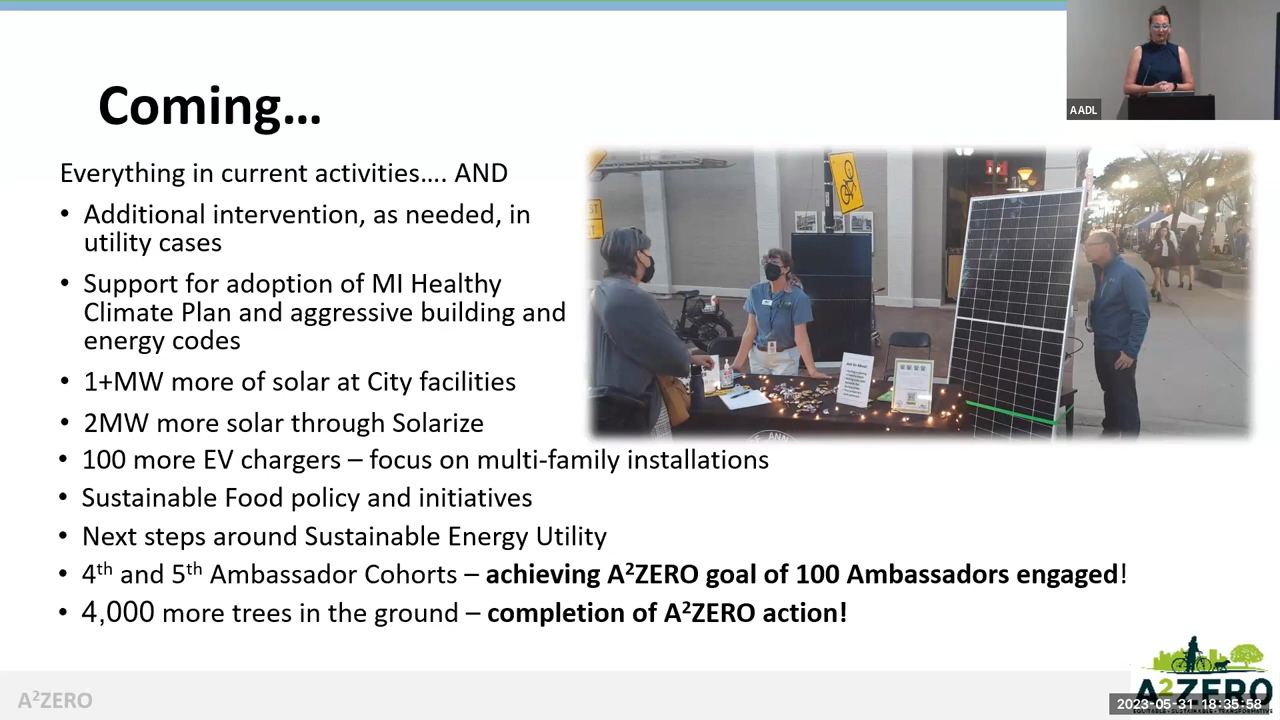 AADL
Coming...
Everything in current activities.... AND
• Additional intervention, as needed, in
utility cases
• Support for adoption of MI Healthy
Climate Plan and aggressive building and
energy codes
• 1+MW more of solar at City facilities
• 2MW more solar through Solarize
• 100 more EV chargers – focus on multi-family installations
• Sustainable Food policy and initiatives
• Next steps around Sustainable Energy Utility
• 4th and 5th Ambassador Cohorts – achieving A²ZERO goal of 100 Ambassadors engaged!
• 4,000 more trees in the ground – completion of A²ZERO action!
A²ZERO
A2ZERO
2023-05-31 18:35:58